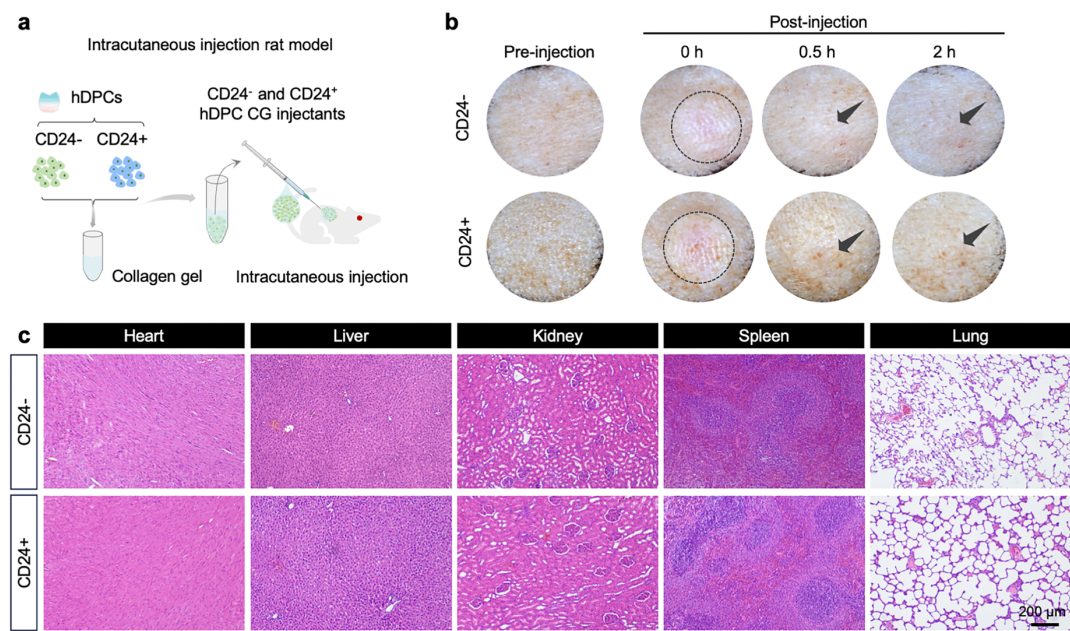 a
Intracutaneous injection rat model
hDPCs
CD24-
CD24+
CD24- and CD24+
hDPC CG injectants
Collagen gel
Intracutaneous injection
b
Post-injection
Pre-injection
0 h
0.5 h
2 h
CD24-
CD24+
c
Heart
Liver
Kidney
Spleen
Lung
CD24-
CD24+
200 μm